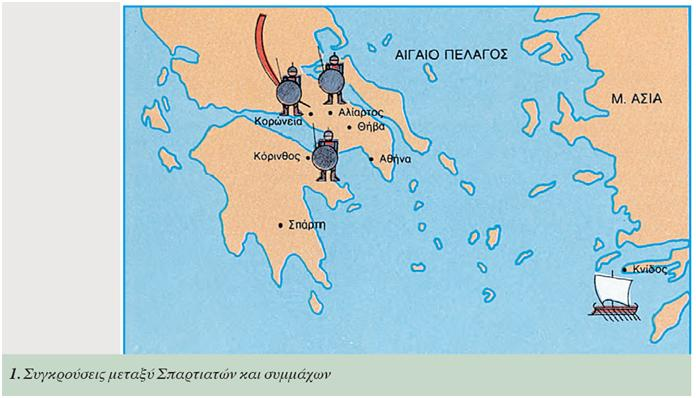 ΑΙΓΑΙΟ ΠΕΛΑΓΟΣ
Μ. ΑΣΙΑ
Κορώνεια
Αλίαρτος
Θήβα
Κόρινθος
Αθήνα
Σπάρτη
Κνίδος
1. Συγκρούσεις μεταξύ Σπαρτιατών και συμμάχων